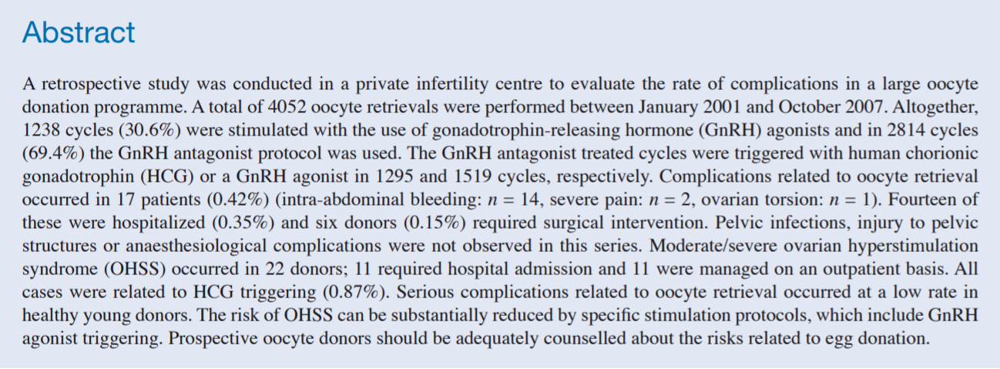 Abstract
A retrospective study was conducted in a private infertility centre to evaluate the rate of complications in a large oocyte
donation programme. A total of 4052 oocyte retrievals were performed between January 2001 and October 2007. Altogether,
1238 cycles (30.6%) were stimulated with the use of gonadotrophin-releasing hormone (GnRH) agonists and in 2814 cycles
(69.4%) the GnRH antagonist protocol was used. The GnRH antagonist treated cycles were triggered with human chorionic
gonadotrophin (HCG) or a GnRH agonist in 1295 and 1519 cycles, respectively. Complications related to oocyte retrieval
occurred in 17 patients (0.42%) (intra-abdominal bleeding: n = 14, severe pain: n = 2, ovarian torsion: n = 1). Fourteen of
these were hospitalized (0.35%) and six donors (0.15%) required surgical intervention. Pelvic infections, injury to pelvic
structures or anaesthesiological complications were not observed in this series. Moderate/severe ovarian hyperstimulation
syndrome (OHSS) occurred in 22 donors; 11 required hospital admission and 11 were managed on an outpatient basis. All
cases were related to HCG triggering (0.87%). Serious complications related to oocyte retrieval occurred at a low rate in
healthy young donors. The risk of OHSS can be substantially reduced by specific stimulation protocols, which include GnRH
agonist triggering. Prospective oocyte donors should be adequately counselled about the risks related to egg donation.